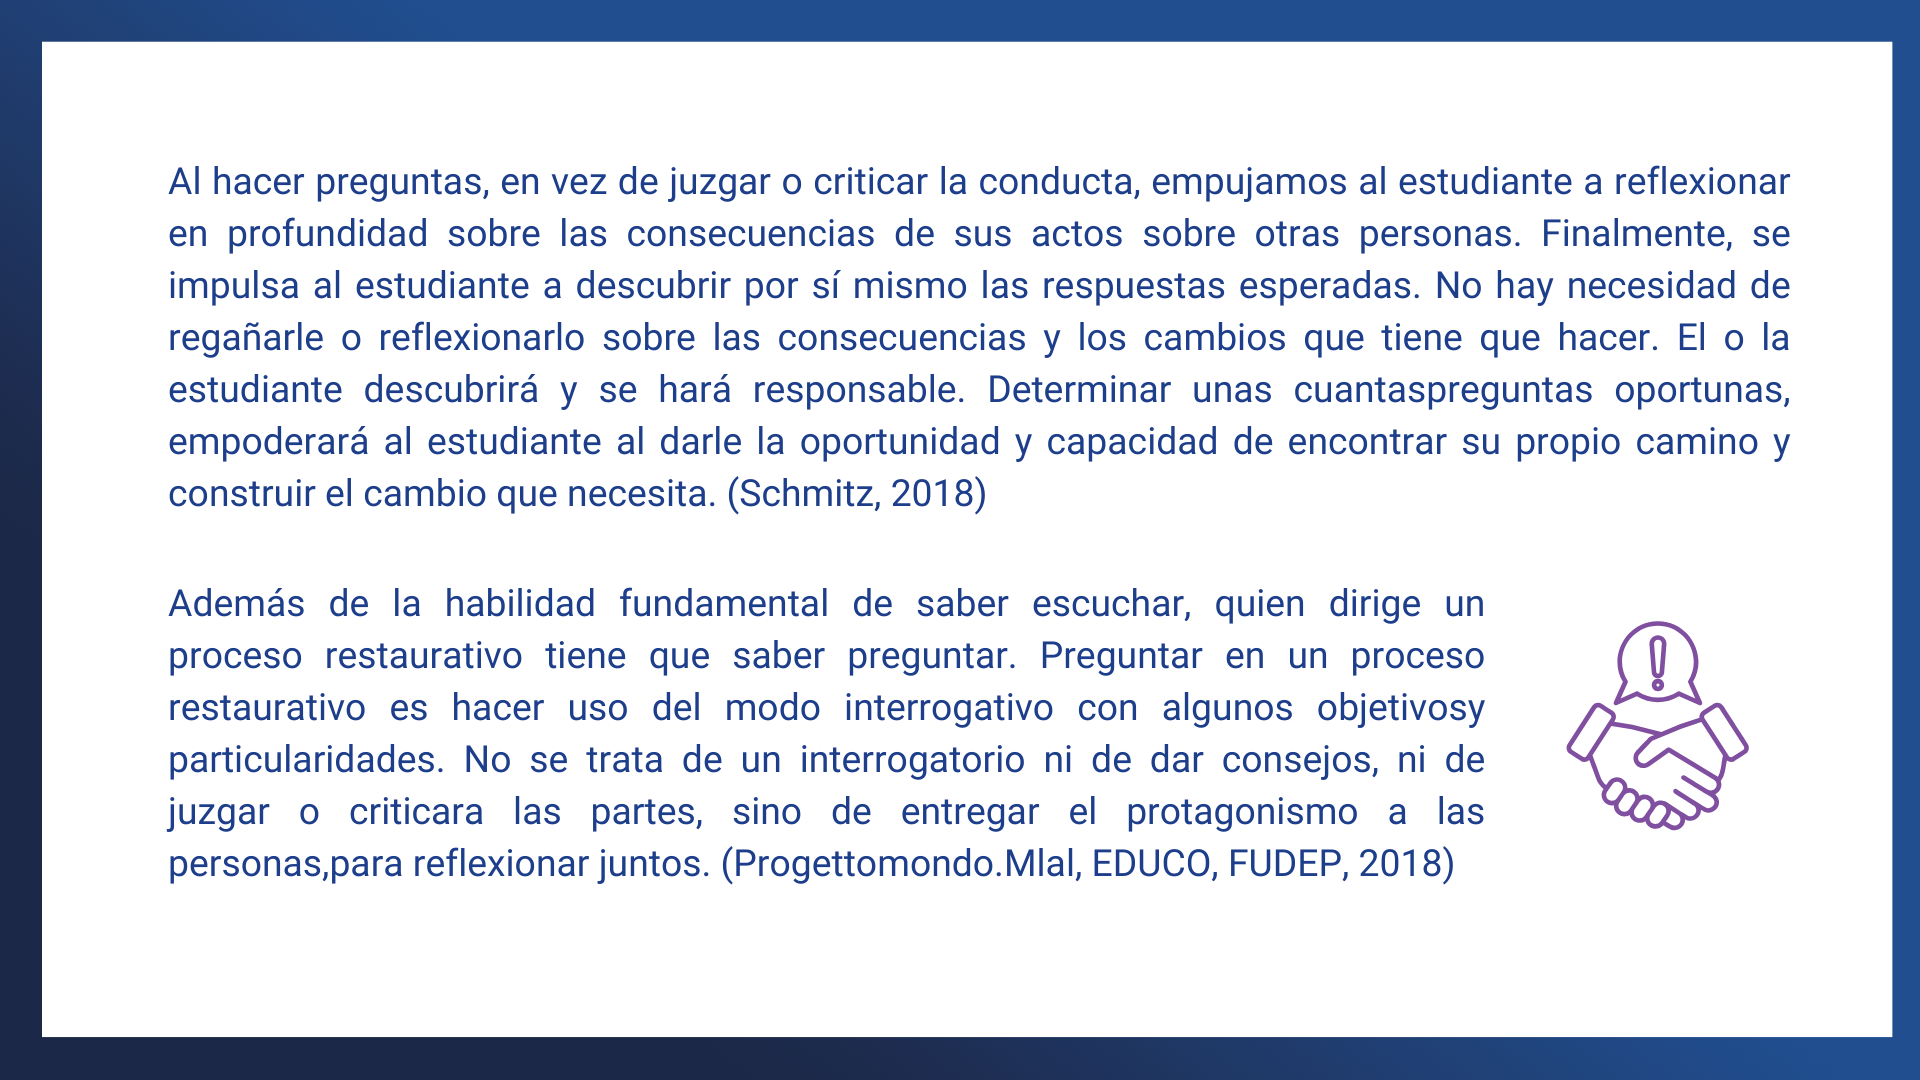 Al hacer preguntas, en vez de juzgar o criticar la conducta, empujamos al estudiante a reflexionar
en profundidad sobre las consecuencias de sus actos sobre otras personas. Finalmente, se
impulsa al estudiante a descubrir por sí mismo las respuestas esperadas. No hay necesidad de
regañarle o reflexionarlo sobre las consecuencias y los cambios que tiene que hacer. El o la
estudiante descubrirá y se hará responsable. Determinar unas cuantaspreguntas oportunas,
empoderará al estudiante al darle la oportunidad y capacidad de encontrar su propio camino y
construir el cambio que necesita. (Schmitz, 2018)
Además de la habilidad fundamental de saber escuchar, quien dirige un
proceso restaurativo tiene que saber preguntar. Preguntar en un proceso
restaurativo es hacer uso del modo interrogativo con algunos objetivosy
particularidades. No se trata de un interrogatorio ni de dar consejos, ni de
juzgar o criticara las partes, sino de entregar el protagonismo a las
personas,para reflexionar juntos. (Progettomondo.Mlal, EDUCO, FUDEP, 2018)